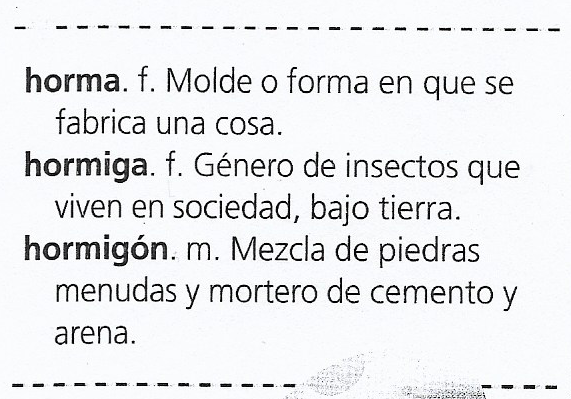 horma. f. Molde o forma en que se
fabrica una cosa.
hormiga. f. Género de insectos que
viven en sociedad, bajo tierra.
hormigón. m. Mezcla de piedras
menudas y mortero de cemento y
arena.